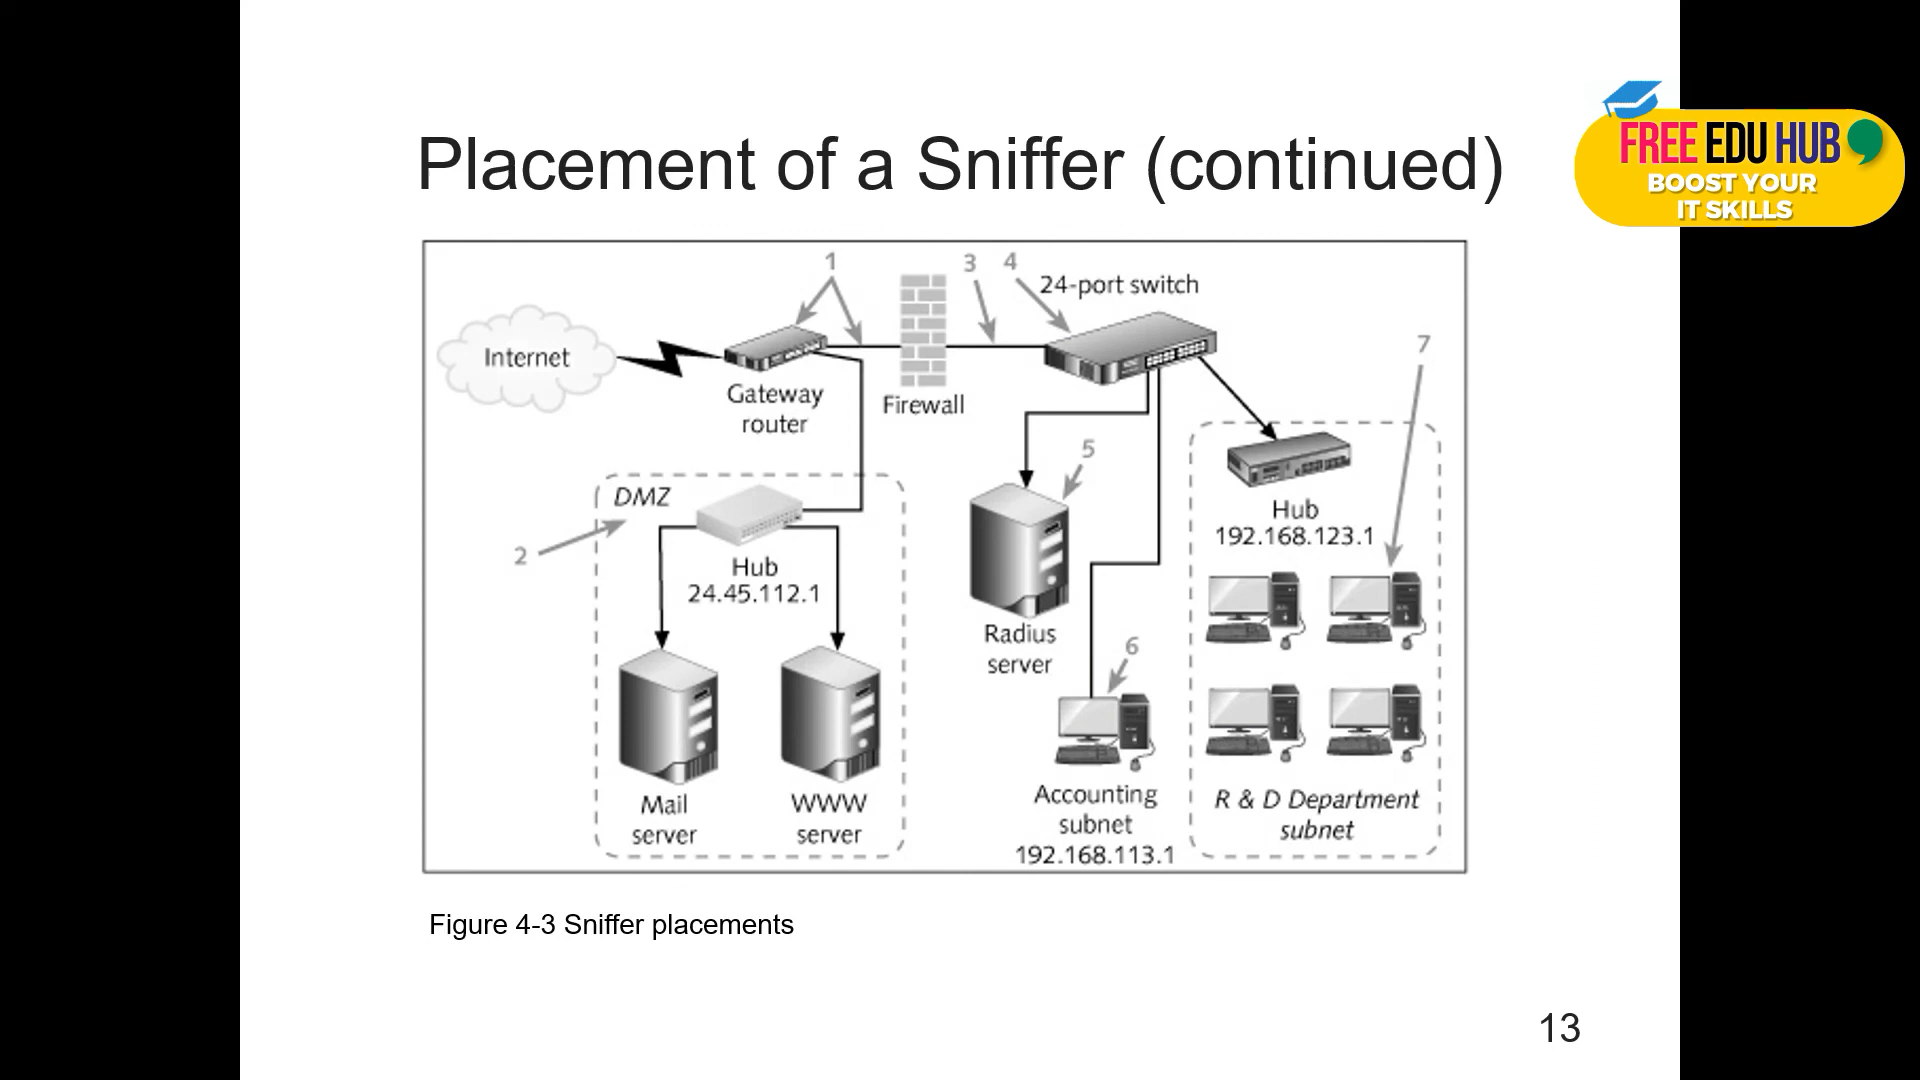 Placement of a Sniffer (continued)
FREE EDU HUB
BOOST YOUR
IT SKILLS
1
3
4
24-port switch
Internet
7
Gateway
router
Firewall
5
DMZ
2
Hub
24.45.112.1
Hub
192.168.123.1
Radius
server
6
Mail
server
WWW
server
Accounting
subnet
192.168.113.1
R & D Department
subnet
Figure 4-3 Sniffer placements
13